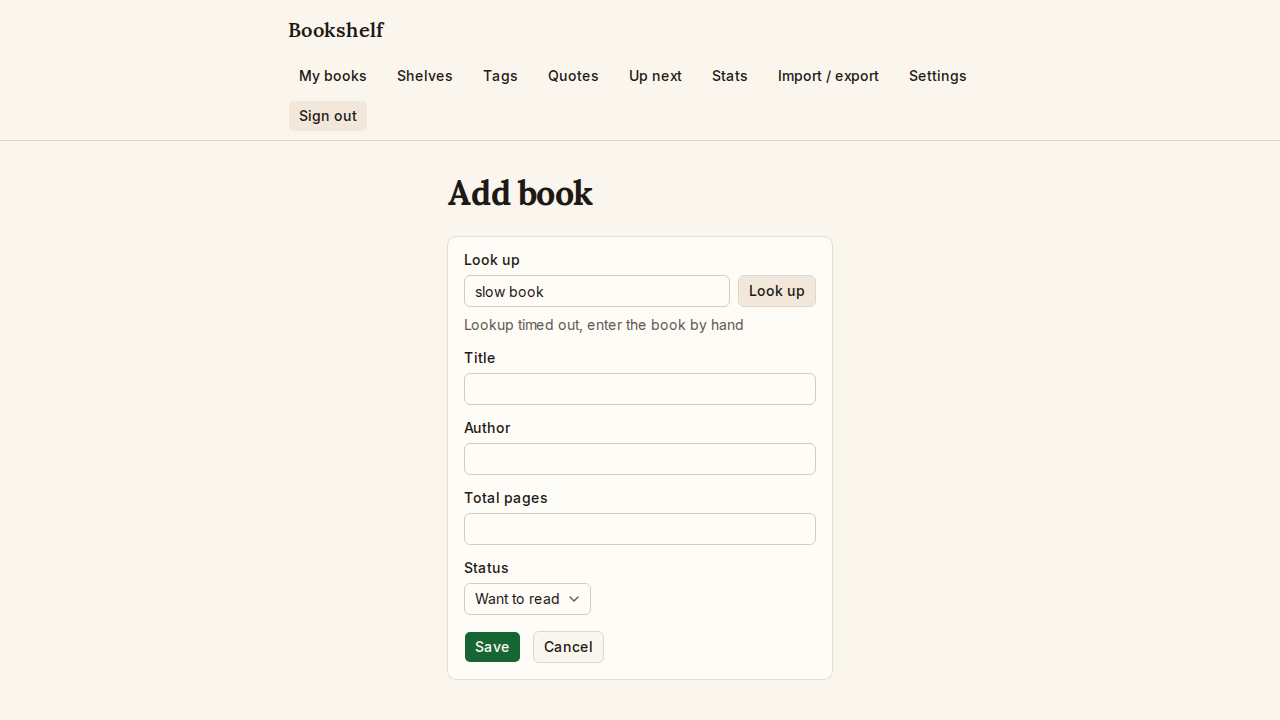 Bookshelf
My books Shelves Tags Quotes Up next Stats Import / export Settings
Sign out
Add book
Look up
slow book Look up
Lookup timed out, enter the book by hand
Title
Author
Total pages
Status
Want to read
Save Cancel